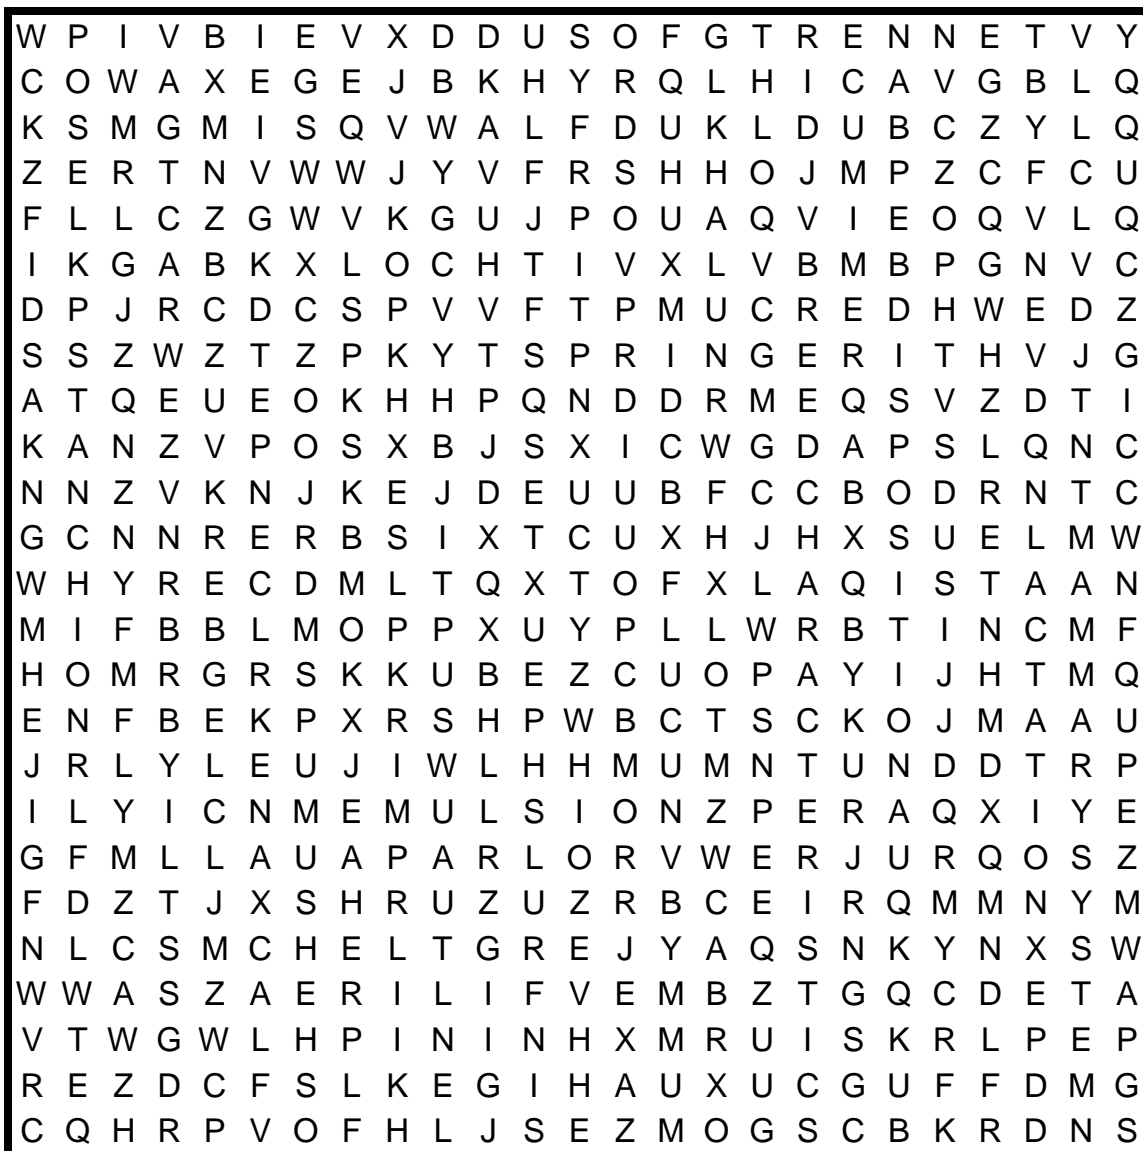 W P I V B I E V X D D U S O F G T R E N N E T V Y
C O W A X E G E J B K H Y R Q L H I C A V G B L Q
K S M G M I S Q V W A L F D U K L D U B C Z Y L Q
Z E R T N V W W J Y V F R S H H O J M P Z C F C U
F L L C Z G W V K G U J P O U A Q V I E O Q V L Q
I K G A B K X L O C H T I V X L V B M B P G N V C
D P J R C D C S P V V F T P M U C R E D H W E D Z
S S Z W Z T Z P K Y T S P R I N G E R I T H V J G
A T Q E U E O K H H P Q N D D R M E Q S V Z D T I
K A N Z V P O S X B J S X I C W G D A P S L Q N C
N N Z V K N J K E J D E U U B F C C B O D R N T C
G C N N R E R B S I X T C U X H J H X S U E L M W
W H Y R E C D M L T Q X T O F X L A Q I S T A A N
M I F B B L M O P P X U Y P L L W R B T I N C M F
H O M R G R S K K U B E Z C U O P A Y I J H T M Q
E N F B E K P X R S H P W B C T S C K O J M A A U
J R L Y L E U J I W L H H M U M N T U N D D T R P
I L Y I C N M E M U L S I O N Z P E R A Q X I Y E
G F M L L A U A P A R L O R V W E R J U R Q O S Z
F D Z T J X S H R U Z U Z R B C E I R Q M M N Y M
N L C S M C H E L T G R E J Y A Q S N K Y N X S W
W W A S Z A E R I L I F V E M B Z T G Q C D E T A
V T W G W L H P I N I N H X M R U I S K R L P E P
R E Z D C F S L K E G I H A U X U C G U F F D M G
C Q H R P V O F H L J S E Z M O G S C B K R D N S